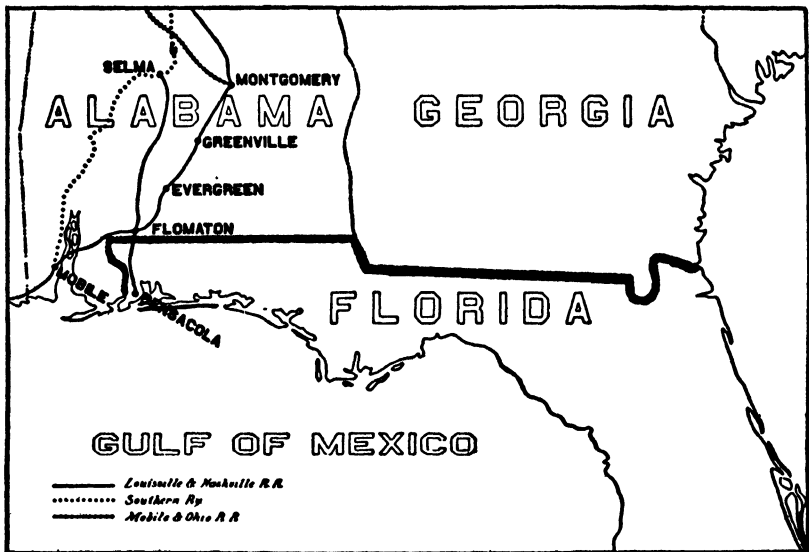 SELMA
MONTGOMERY
ALABAMA
GEORGIA
GREENVILLE
EVERGREEN
FLOMATON
MOBILE
PENSACOLA
FLORIDA
GULF OF MEXICO
Louisville & Nashville R.R.
Southern Ry.
Mobile & Ohio R R